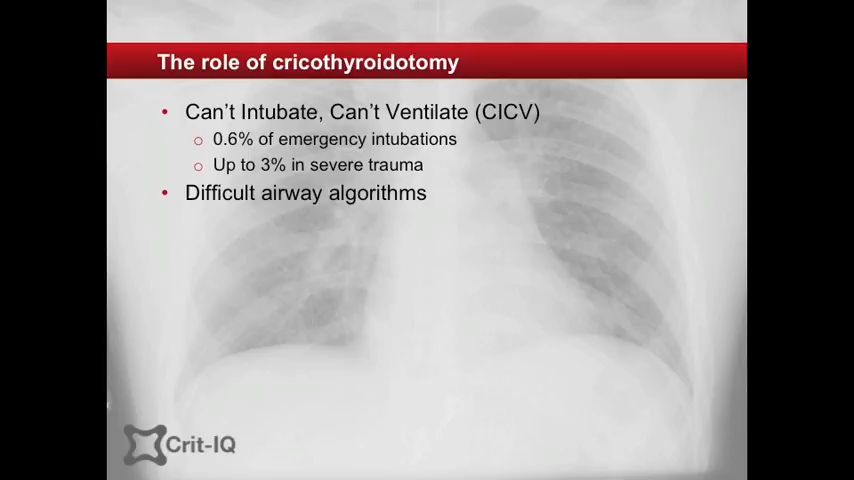 The role of cricothyroidotomy
• Can't Intubate, Can't Ventilate (CICV)
o 0.6% of emergency intubations
o Up to 3% in severe trauma
• Difficult airway algorithms
Crit-IQ